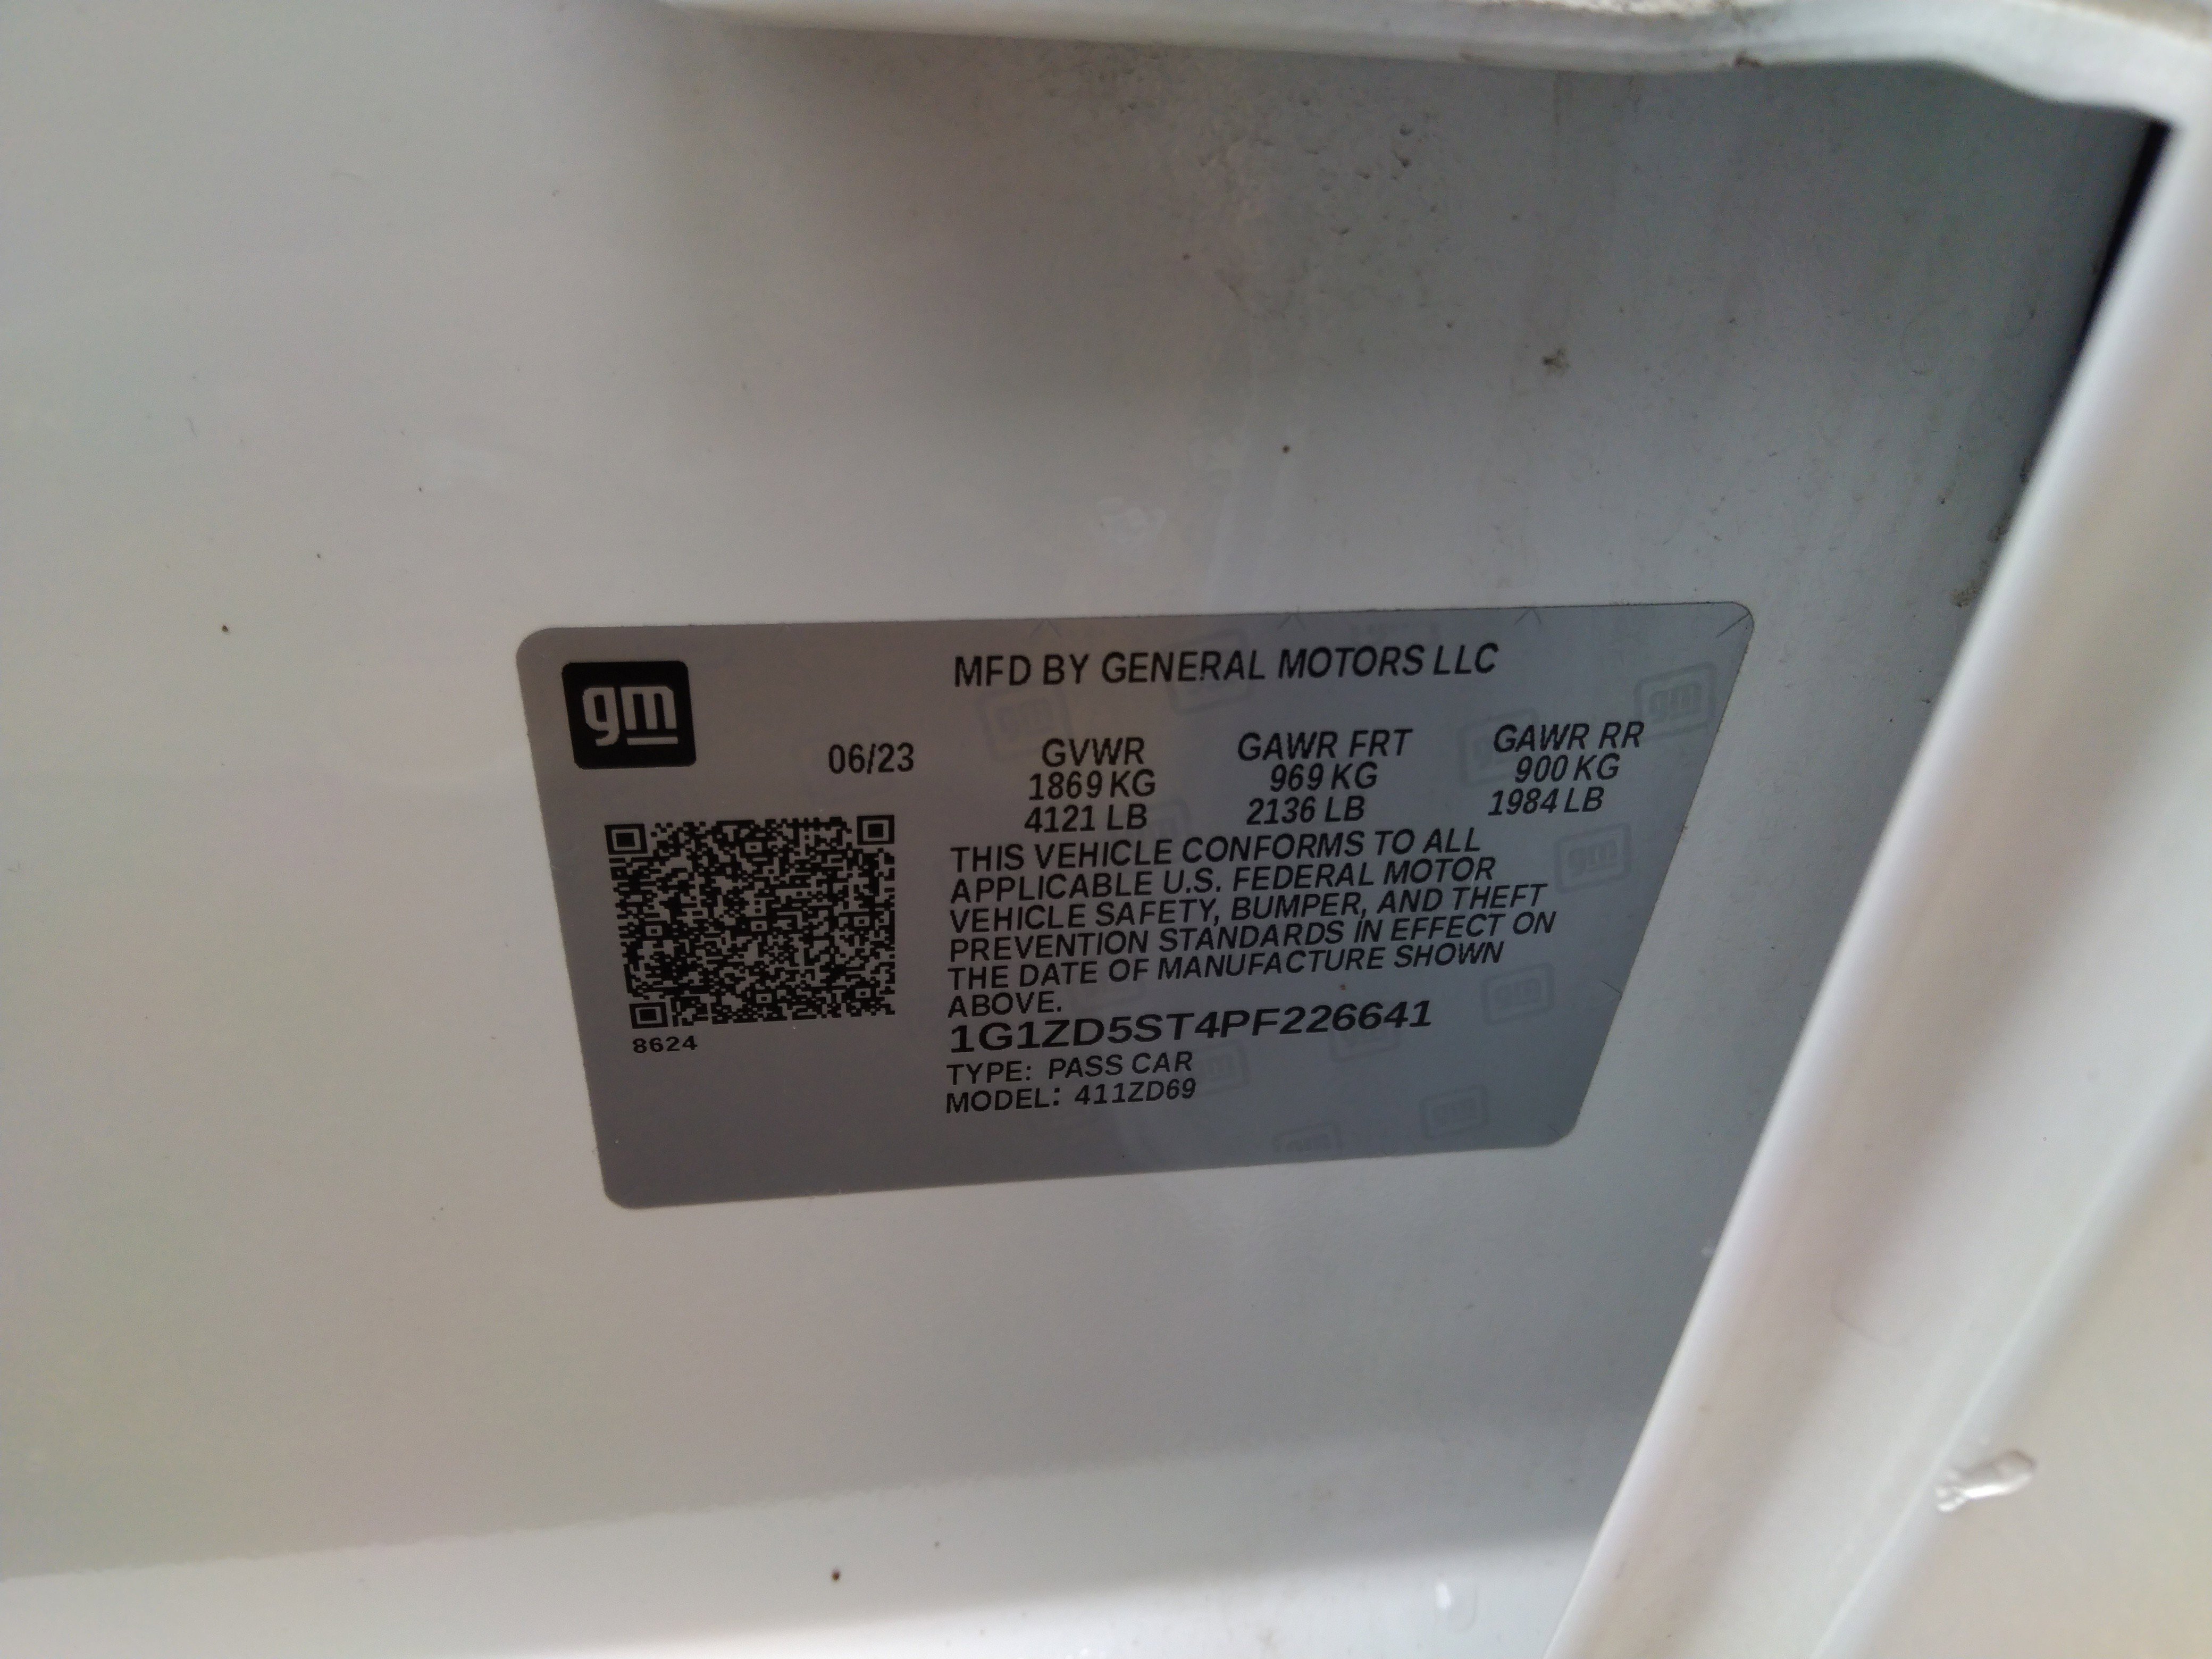 gm
MFD BY GENERAL MOTORS LLC
06/23 GVWR GAWR FRT GAWR RR
1869 KG 969 KG 900 KG
4121 LB 2136 LB 1984 LB
THIS VEHICLE CONFORMS TO ALL
APPLICABLE U.S. FEDERAL MOTOR
VEHICLE SAFETY, BUMPER, AND THEFT
PREVENTION STANDARDS IN EFFECT ON
THE DATE OF MANUFACTURE SHOWN
ABOVE.
1G1ZD5ST4PF226641
8624
TYPE: PASS CAR
MODEL: 411ZD69